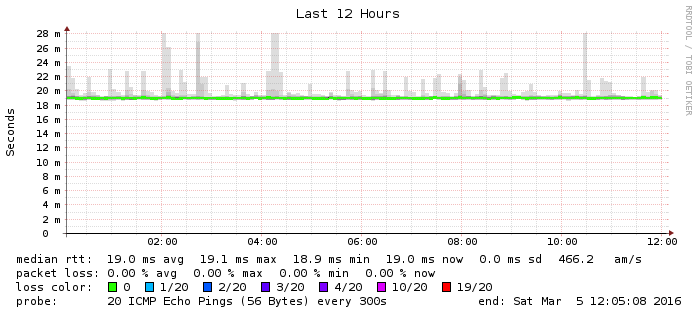 Last 12 Hours
RRDTOOL / TOBI OETIKER
Seconds
28 m
26 m
24 m
22 m
20 m
18 m
16 m
14 m
12 m
10 m
8 m
6 m
4 m
2 m
0
02:00 04:00 06:00 08:00 10:00 12:00
median rtt: 19.0 ms avg 19.1 ms max 18.9 ms min 19.0 ms now 0.0 ms sd 466.2 am/s
packet loss: 0.00 % avg 0.00 % max 0.00 % min 0.00 % now
loss color: 0 1/20 2/20 3/20 4/20 10/20 19/20
probe: 20 ICMP Echo Pings (56 Bytes) every 300s end: Sat Mar 5 12:05:08 2016